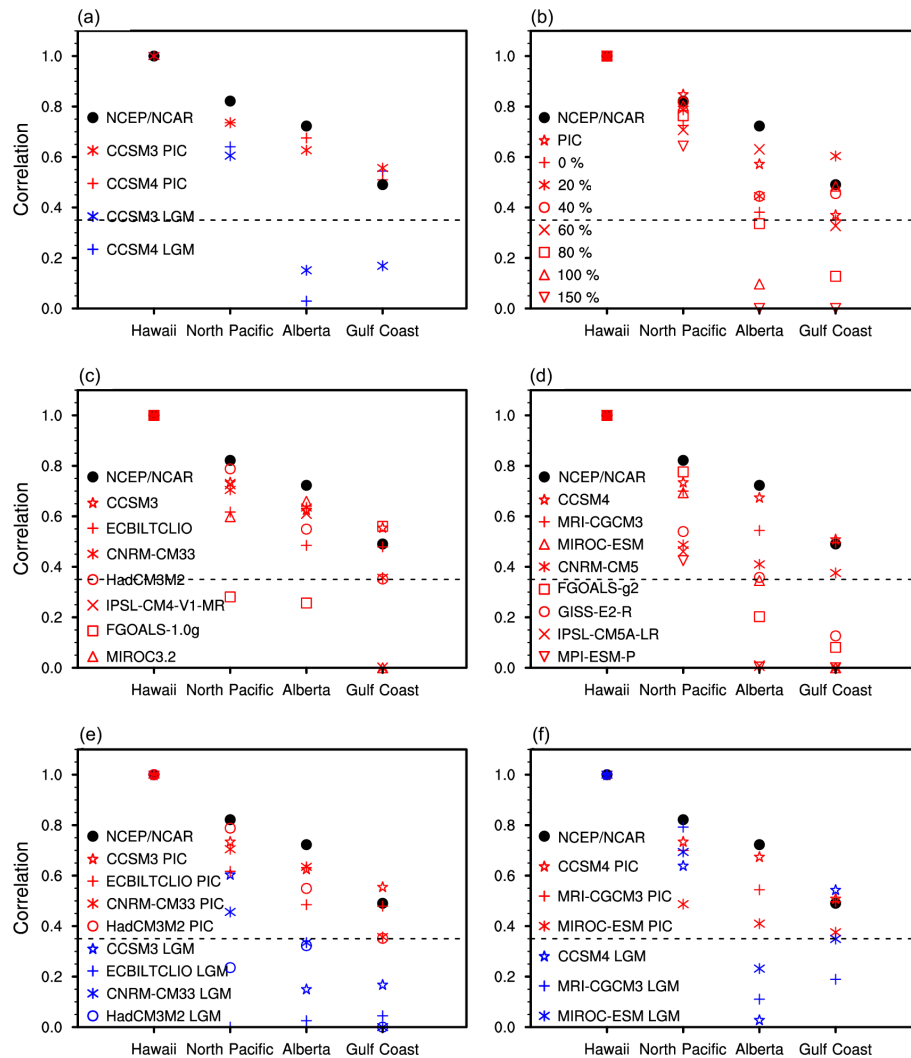 (a)
Correlation
1.0
0.8
0.6
0.4
0.2
0.0
NCEP/NCAR
CCSM3 PIC
CCSM4 PIC
CCSM3 LGM
CCSM4 LGM
Hawaii North Pacific Alberta Gulf Coast
(b)
1.0
0.8
0.6
0.4
0.2
0.0
NCEP/NCAR
PIC
0 %
20 %
40 %
60 %
80 %
100 %
150 %
Hawaii North Pacific Alberta Gulf Coast
(c)
Correlation
1.0
0.8
0.6
0.4
0.2
0.0
NCEP/NCAR
CCSM3
ECBILTCLIO
CNRM-CM33
HadCM3M2
IPSL-CM4-V1-MR
FGOALS-1.0g
MIROC3.2
Hawaii North Pacific Alberta Gulf Coast
(d)
1.0
0.8
0.6
0.4
0.2
0.0
NCEP/NCAR
CCSM4
MRI-CGCM3
MIROC-ESM
CNRM-CM5
FGOALS-g2
GISS-E2-R
IPSL-CM5A-LR
MPI-ESM-P
Hawaii North Pacific Alberta Gulf Coast
(e)
Correlation
1.0
0.8
0.6
0.4
0.2
0.0
NCEP/NCAR
CCSM3 PIC
ECBILTCLIO PIC
CNRM-CM33 PIC
HadCM3M2 PIC
CCSM3 LGM
ECBILTCLIO LGM
CNRM-CM33 LGM
HadCM3M2 LGM
Hawaii North Pacific Alberta Gulf Coast
(f)
1.0
0.8
0.6
0.4
0.2
0.0
NCEP/NCAR
CCSM4 PIC
MRI-CGCM3 PIC
MIROC-ESM PIC
CCSM4 LGM
MRI-CGCM3 LGM
MIROC-ESM LGM
Hawaii North Pacific Alberta Gulf Coast